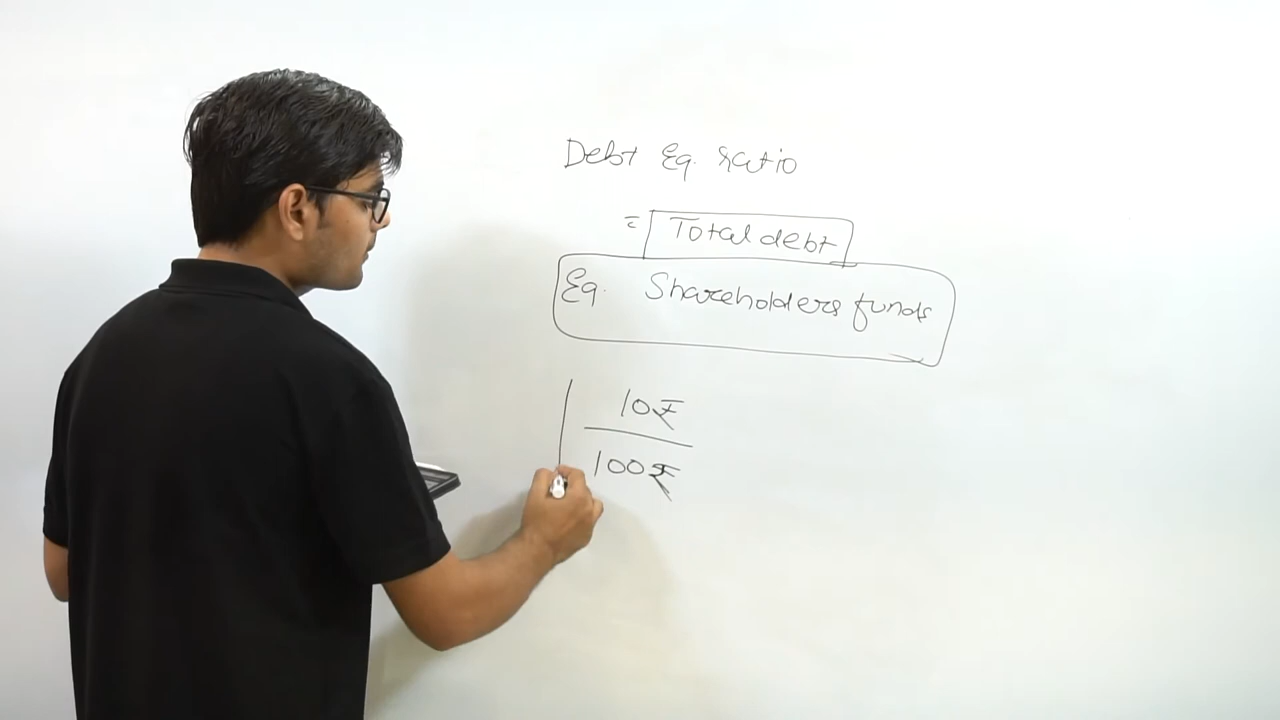 Debt Eq. ratio
= Total debt
Eq. Shareholders funds
10₹
100₹